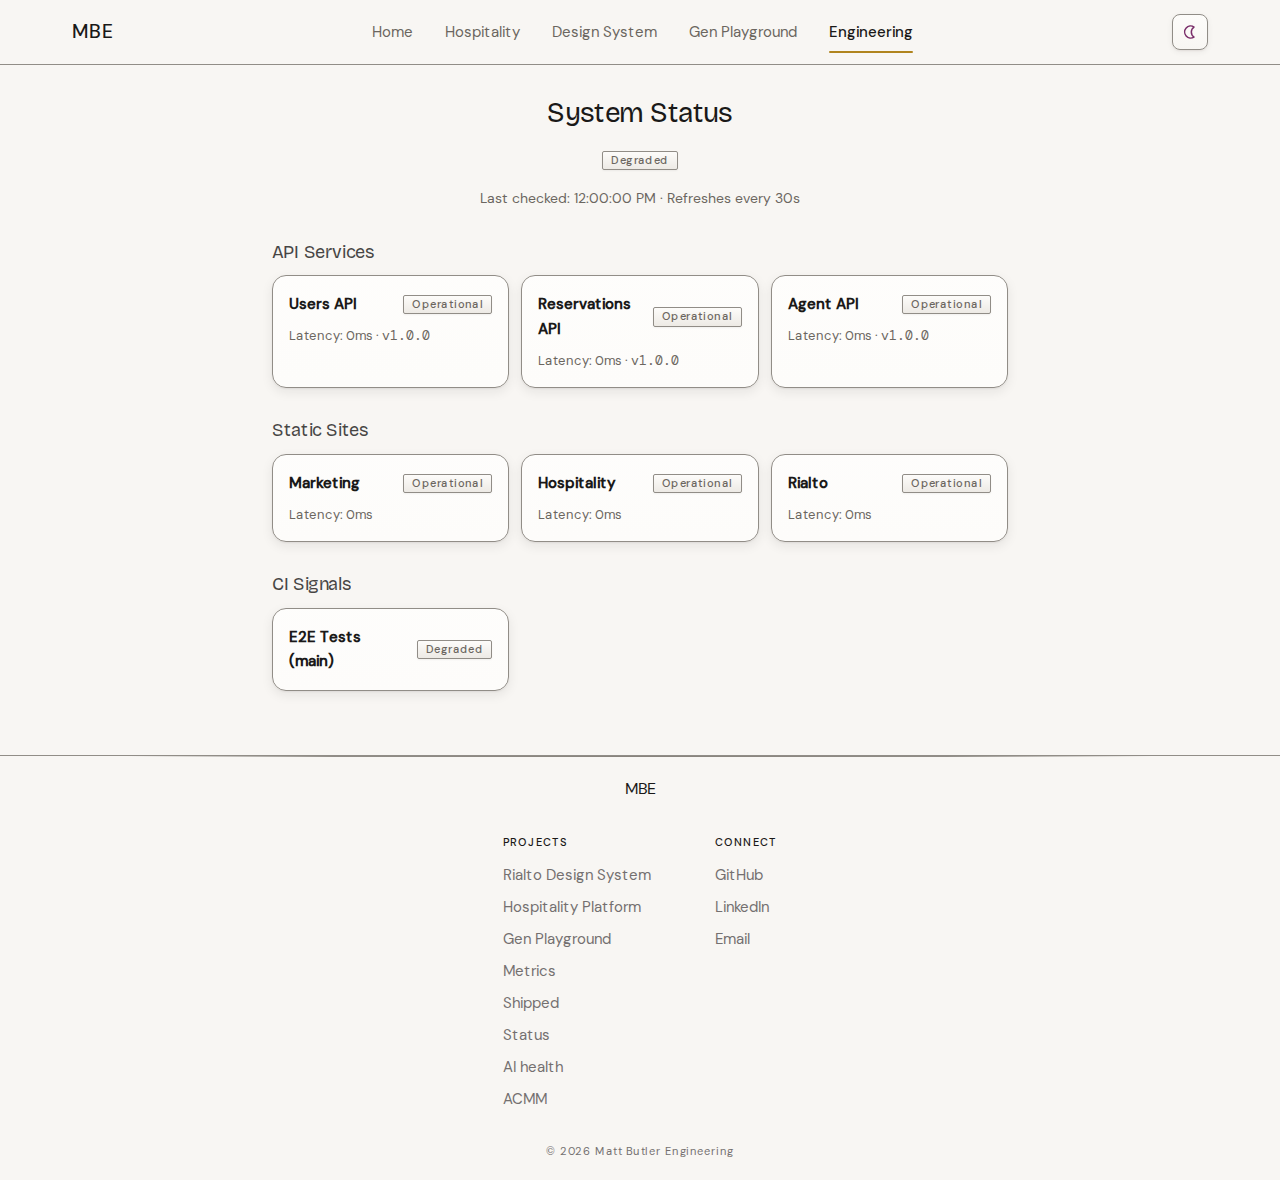 MBE
Home
Hospitality
Design System
Gen Playground
Engineering
System Status
Degraded
Last checked: 12:00:00 PM · Refreshes every 30s
API Services
Users API
Operational
Latency: 0ms · v1.0.0
Reservations
API
Operational
Latency: 0ms · v1.0.0
Agent API
Operational
Latency: 0ms · v1.0.0
Static Sites
Marketing
Operational
Latency: 0ms
Hospitality
Operational
Latency: 0ms
Rialto
Operational
Latency: 0ms
CI Signals
E2E Tests
(main)
Degraded
MBE
PROJECTS
Rialto Design System
Hospitality Platform
Gen Playground
Metrics
Shipped
Status
AI health
ACMM
CONNECT
GitHub
LinkedIn
Email
© 2026 Matt Butler Engineering